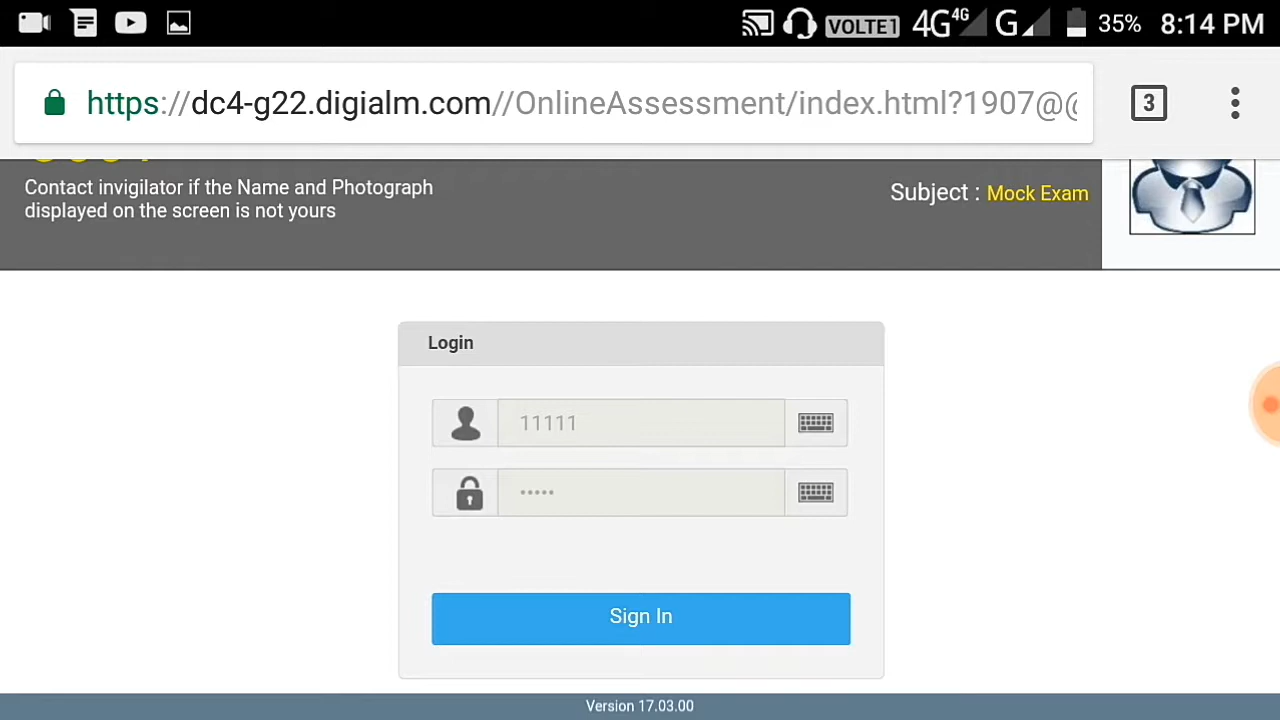 VOLTE1 4G 4G G 35% 8:14 PM
https://dc4-g22.digialm.com//OnlineAssessment/index.html?1907@
3
Contact invigilator if the Name and Photograph
displayed on the screen is not yours
Subject : Mock Exam
Login
11111
•••••
Sign In
Version 17.03.00